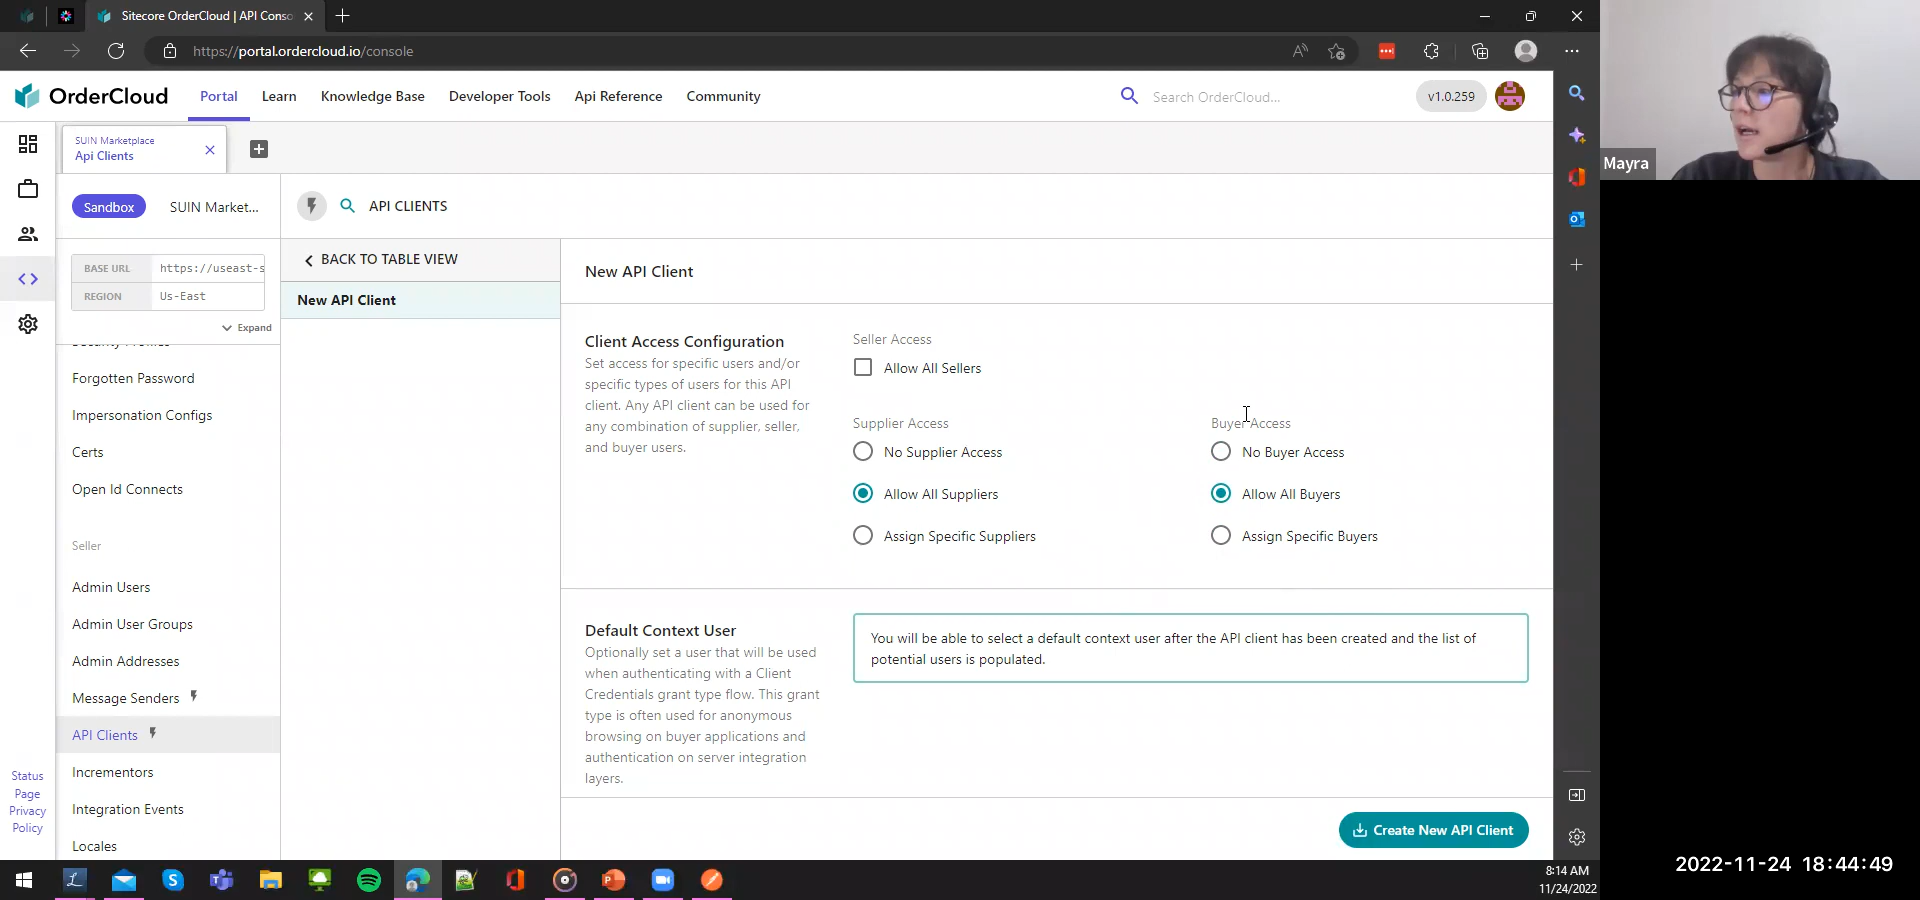 Sitecore OrderCloud | API Conso
https://portal.ordercloud.io/console
OrderCloud
Portal
Learn
Knowledge Base
Developer Tools
Api Reference
Community
Search OrderCloud...
v1.0.259
SUIN Marketplace
Api Clients
Sandbox
SUIN Market...
API CLIENTS
BASE URL
https://useast-s
REGION
Us-East
Expand
Security Profiles
Forgotten Password
Impersonation Configs
Certs
Open Id Connects
Seller
Admin Users
Admin User Groups
Admin Addresses
Message Senders
API Clients
Incrementors
Integration Events
Locales
Status
Page
Privacy
Policy
BACK TO TABLE VIEW
New API Client
New API Client
Client Access Configuration
Set access for specific users and/or
specific types of users for this API
client. Any API client can be used for
any combination of supplier, seller,
and buyer users.
Seller Access
Allow All Sellers
Supplier Access
No Supplier Access
Allow All Suppliers
Assign Specific Suppliers
Buyer Access
No Buyer Access
Allow All Buyers
Assign Specific Buyers
Default Context User
Optionally set a user that will be used
when authenticating with a Client
Credentials grant type flow. This grant
type is often used for anonymous
browsing on buyer applications and
authentication on server integration
layers.
You will be able to select a default context user after the API client has been created and the list of
potential users is populated.
Create New API Client
Mayra
8:14 AM
11/24/2022
2022-11-24 18:44:49